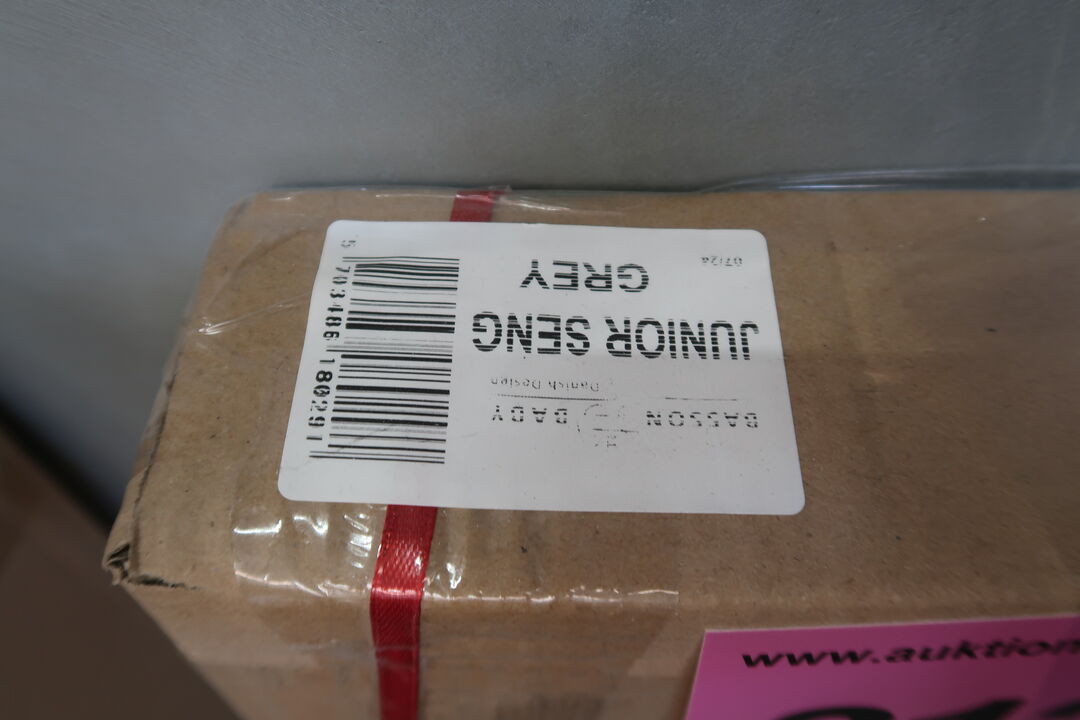 BASSON BABY
Danish Design
JUNIOR SENG
GREY
07/24
5 703486 180291
www.auktion